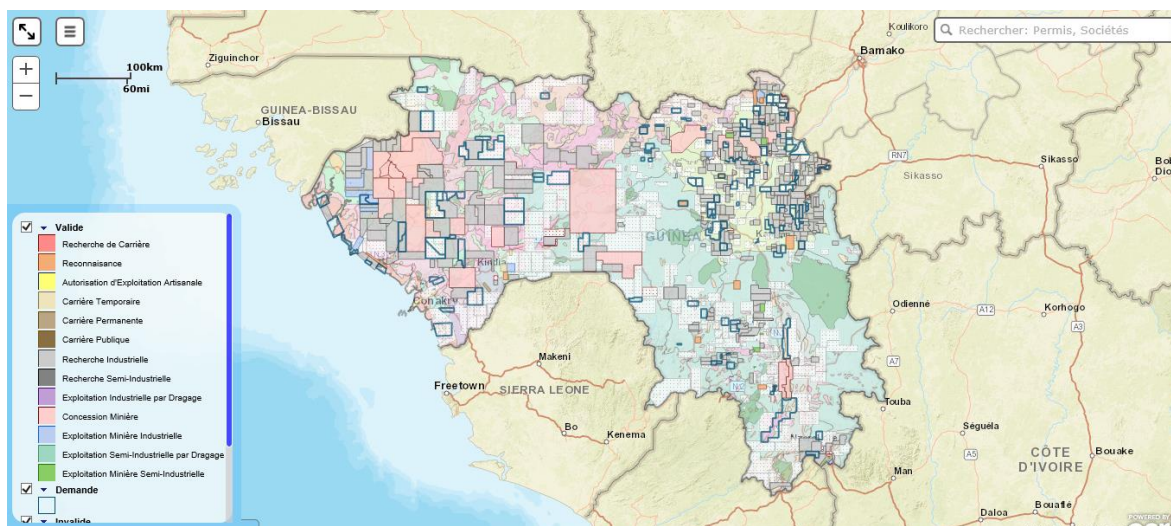 Rechercher: Permis, Sociétés
Koulikoro
Bamako
Ziguinchor
100km
60mi
GUINEA-BISSAU
Bissau
RN7
Sikasso
Sikasso
Valide
Recherche de Carrière
Reconnaisance
Autorisation d'Exploitation Artisanale
Carrière Temporaire
Carrière Permanente
Carrière Publique
Recherche Industrielle
Recherche Semi-Industrielle
Exploitation Industrielle par Dragage
Concession Minière
Exploitation Minière Industrielle
Exploitation Semi-Industrielle par Dragage
Exploitation Minière Semi-Industrielle
Demande
Invalide
GUINEA
Kindia
Conakry
Odienné
A12
Korhogo
A3
A7
Makeni
Freetown
SIERRA LEONE
Touba
Bo
Kenema
Séguéla
A5
CÔTE
D'IVOIRE
Bouake
Man
Daloa
Bouaflé
POWERED BY